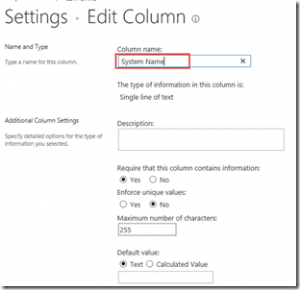 Settings › Edit Column
Name and Type
Type a name for this column.
Column name:
System Name
The type of information in this column is:
Single line of text
Additional Column Settings
Specify detailed options for the type of
information you selected.
Description:
Require that this column contains information:
Yes No
Enforce unique values:
Yes No
Maximum number of characters:
255
Default value:
Text Calculated Value